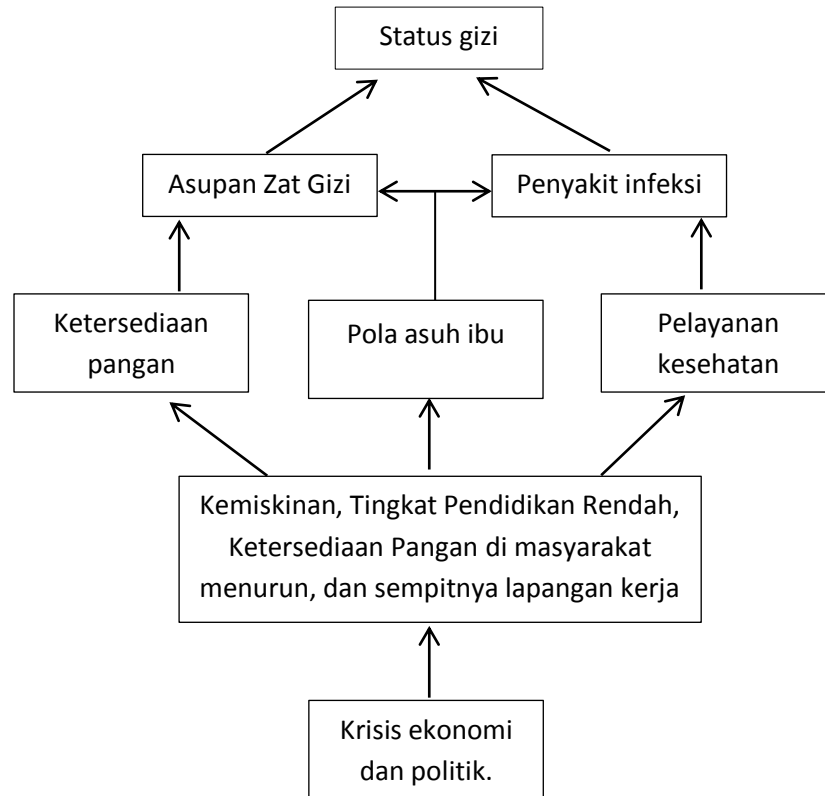 Status gizi
Asupan Zat Gizi
Penyakit infeksi
Ketersediaan
pangan
Pola asuh ibu
Pelayanan
kesehatan
Kemiskinan, Tingkat Pendidikan Rendah,
Ketersediaan Pangan di masyarakat
menurun, dan sempitnya lapangan kerja
Krisis ekonomi
dan politik.